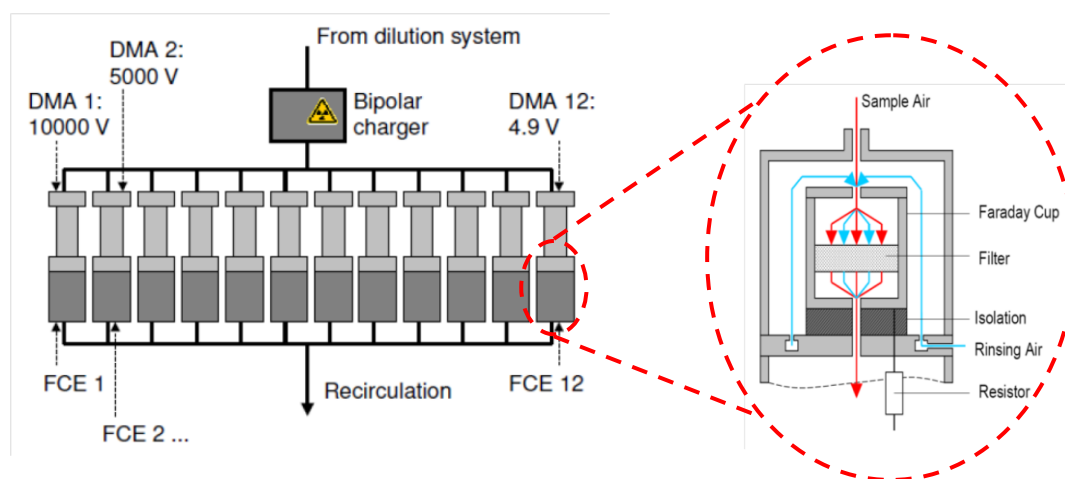 From dilution system
DMA 2:
5000 V
DMA 1:
10000 V
Bipolar
charger
DMA 12:
4.9 V
FCE 1
FCE 2 ...
Recirculation
FCE 12
Sample Air
Faraday Cup
Filter
Isolation
Rinsing Air
Resistor